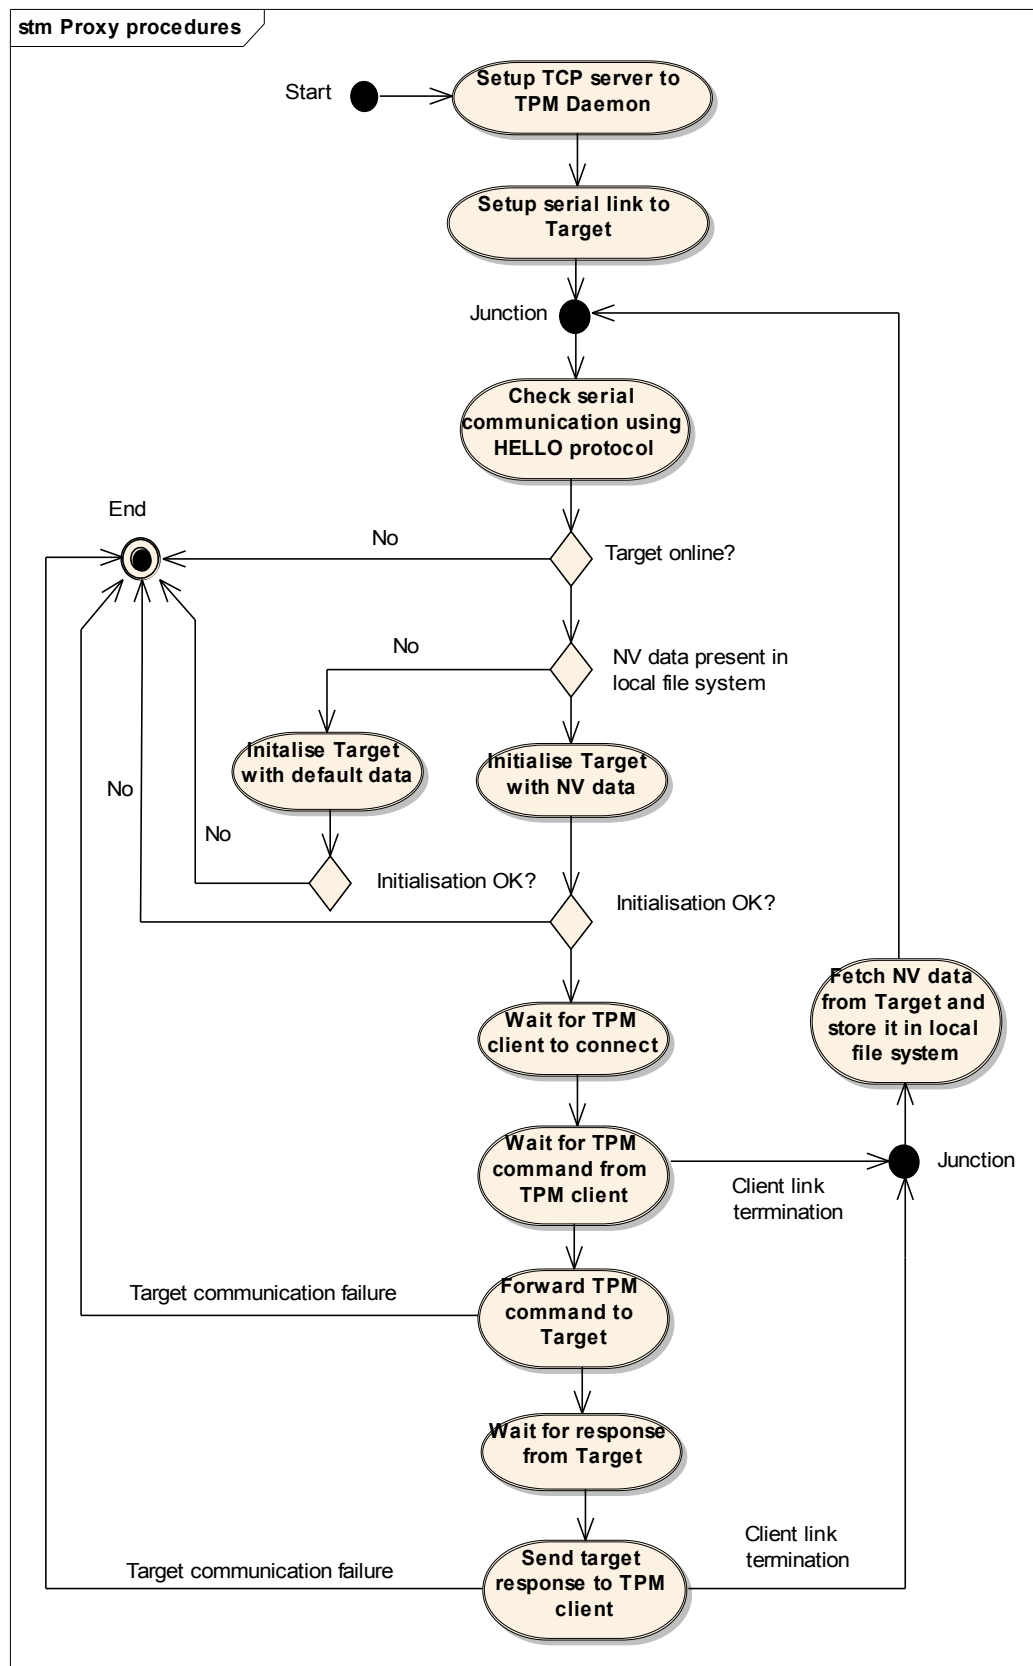 stm Proxy procedures
Start
Setup TCP server to
TPM Daemon
Setup serial link to
Target
Junction
Check serial
communication using
HELLO protocol
End
No
Target online?
No
NV data present in
local file system
Initalise Target
with default data
Initialise Target
with NV data
No
No
Initialisation OK?
Initialisation OK?
Fetch NV data
from Target and
store it in local
file system
Wait for TPM
client to connect
Wait for TPM
command from
TPM client
Junction
Client link
termination
Target communication failure
Forward TPM
command to
Target
Wait for response
from Target
Client link
termination
Target communication failure
Send target
response to TPM
client